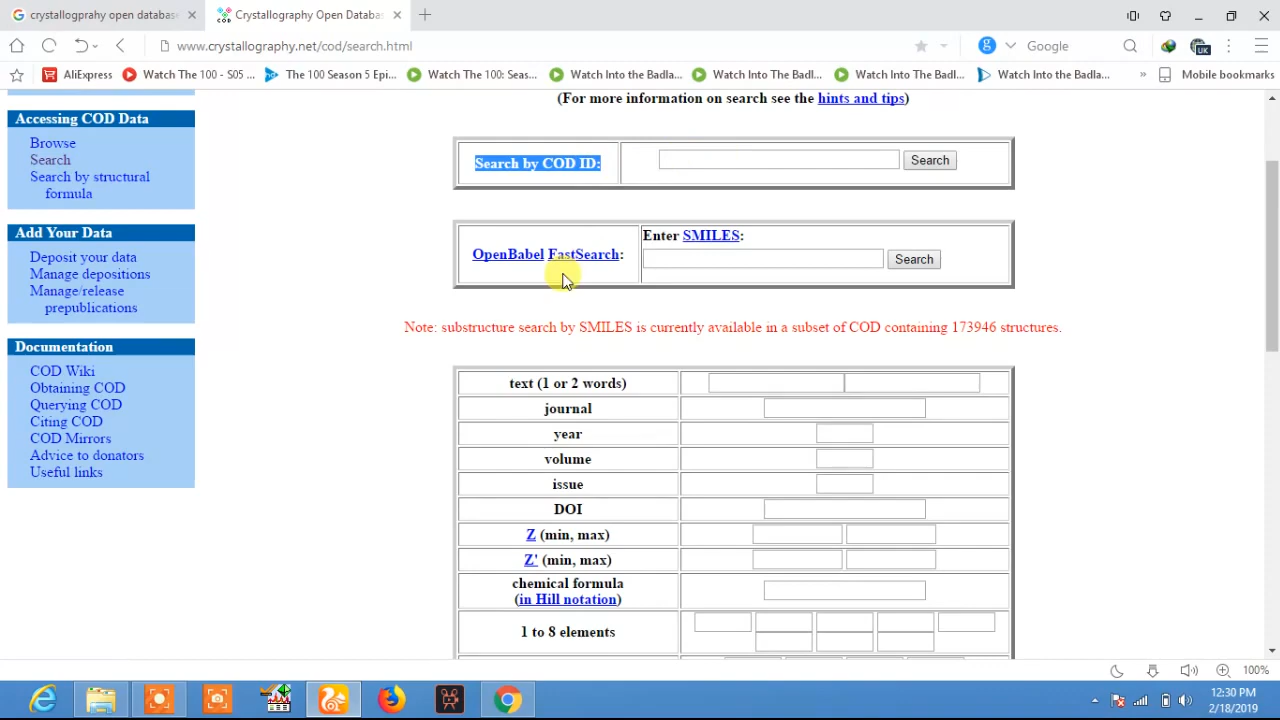 crystallogprahy open database
Crystallography Open Databa
www.crystallography.net/cod/search.html
Google
AliExpress
Watch The 100 - S05 ...
The 100 Season 5 Epi...
Watch The 100: Seas...
Watch Into the Badla...
Watch Into the Badl...
Watch Into the Badl...
Watch Into the Badla...
»
Mobile bookmarks
(For more information on search see the hints and tips)
Accessing COD Data
Browse
Search
Search by structural
formula
Add Your Data
Deposit your data
Manage depositions
Manage/release
prepublications
Documentation
COD Wiki
Obtaining COD
Querying COD
Citing COD
COD Mirrors
Advice to donators
Useful links
Search by COD ID:
Search
OpenBabel FastSearch:
Enter SMILES:
Search
Note: substructure search by SMILES is currently available in a subset of COD containing 173946 structures.
text (1 or 2 words)
journal
year
volume
issue
DOI
Z (min, max)
Z' (min, max)
chemical formula
(in Hill notation)
1 to 8 elements
100%
12:30 PM
2/18/2019